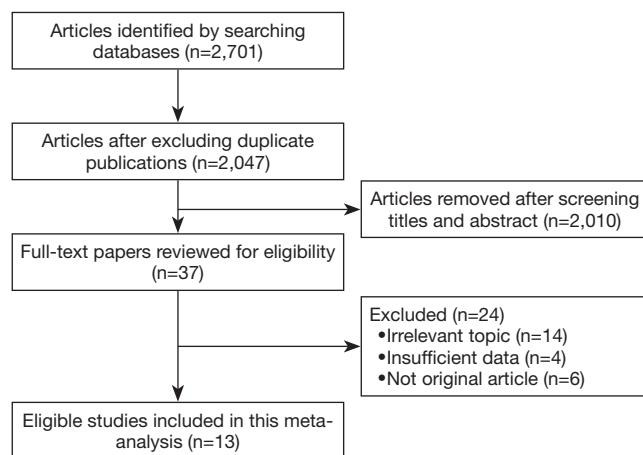 Articles identified by searching
databases (n=2,701)
Articles after excluding duplicate
publications (n=2,047)
Articles removed after screening
titles and abstract (n=2,010)
Full-text papers reviewed for eligibility
(n=37)
Excluded (n=24)
•Irrelevant topic (n=14)
•Insufficient data (n=4)
•Not original article (n=6)
Eligible studies included in this meta-
analysis (n=13)